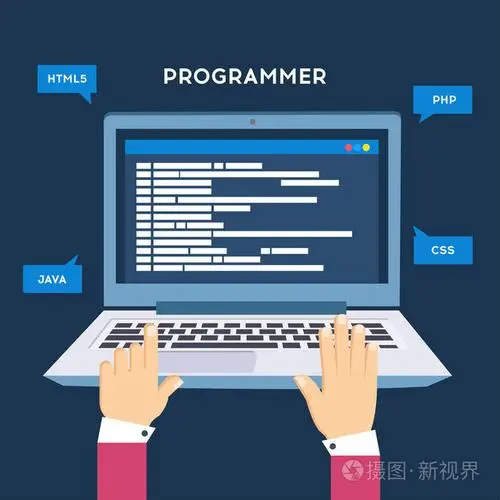 PROGRAMMER
HTML5
PHP
JAVA
CSS
摄图·新视界